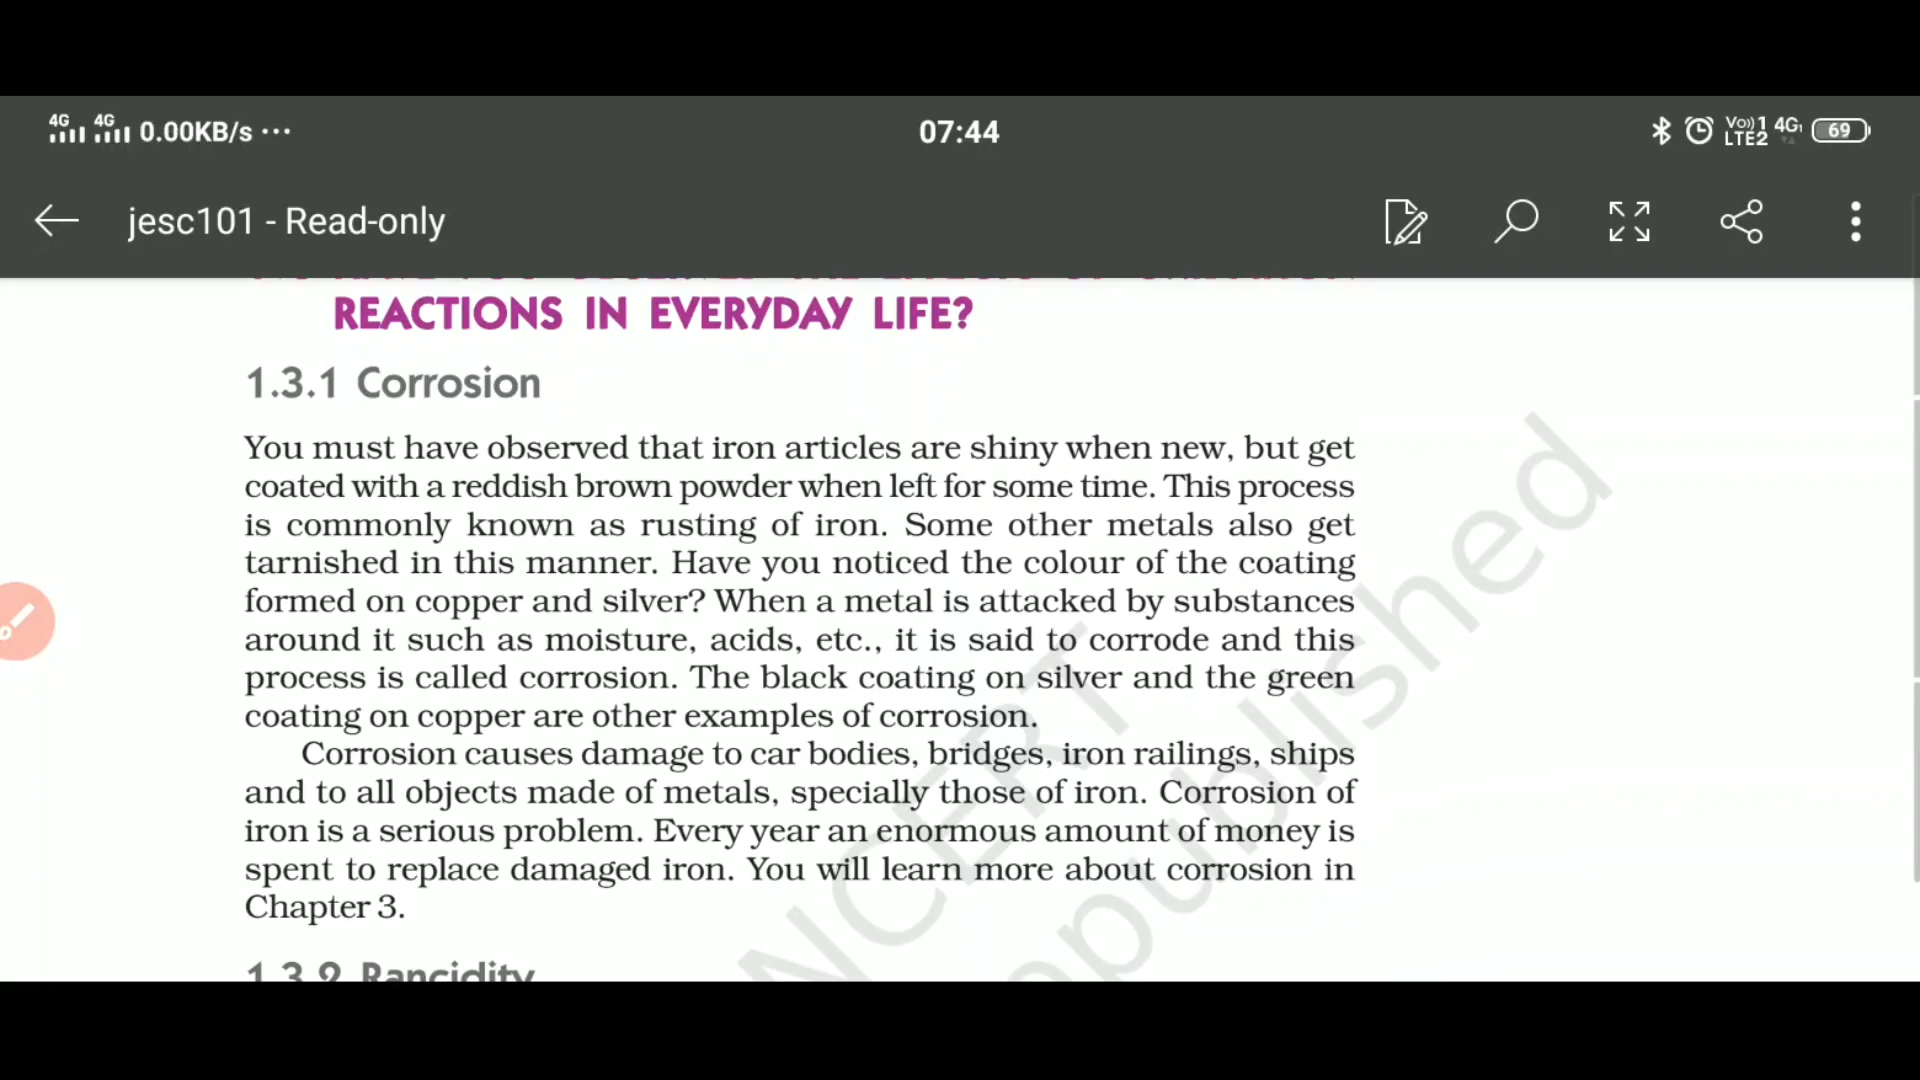 4G 4G 0.00KB/s ... 07:44 Vo)) 1 LTE2 4G 69
jesc101 - Read-only
REACTIONS IN EVERYDAY LIFE?
1.3.1 Corrosion
You must have observed that iron articles are shiny when new, but get
coated with a reddish brown powder when left for some time. This process
is commonly known as rusting of iron. Some other metals also get
tarnished in this manner. Have you noticed the colour of the coating
formed on copper and silver? When a metal is attacked by substances
around it such as moisture, acids, etc., it is said to corrode and this
process is called corrosion. The black coating on silver and the green
coating on copper are other examples of corrosion.
Corrosion causes damage to car bodies, bridges, iron railings, ships
and to all objects made of metals, specially those of iron. Corrosion of
iron is a serious problem. Every year an enormous amount of money is
spent to replace damaged iron. You will learn more about corrosion in
Chapter 3.
1.3.2 Rancidity
NCERT
published